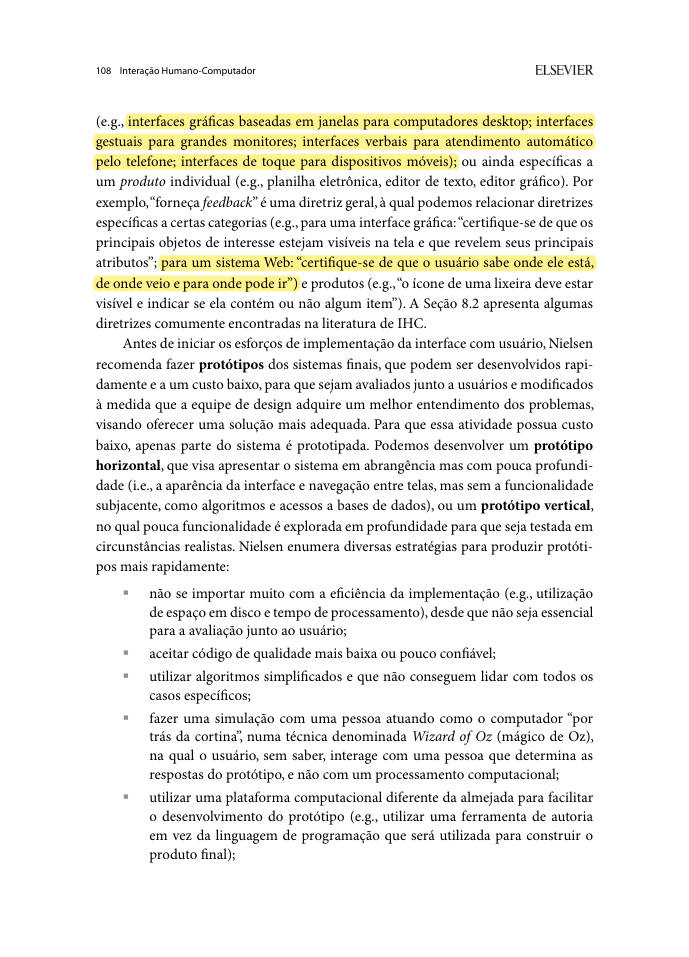 108 Interação Humano-Computador
ELSEVIER
(e.g., interfaces gráficas baseadas em janelas para computadores desktop; interfaces
gestuais para grandes monitores; interfaces verbais para atendimento automático
pelo telefone; interfaces de toque para dispositivos móveis); ou ainda específicas a
um produto individual (e.g., planilha eletrônica, editor de texto, editor gráfico). Por
exemplo, “forneça feedback” é uma diretriz geral, à qual podemos relacionar diretrizes
específicas a certas categorias (e.g., para uma interface gráfica: “certifique-se de que os
principais objetos de interesse estejam visíveis na tela e que revelem seus principais
atributos”; para um sistema Web: “certifique-se de que o usuário sabe onde ele está,
de onde veio e para onde pode ir”) e produtos (e.g., “o ícone de uma lixeira deve estar
visível e indicar se ela contém ou não algum item”). A Seção 8.2 apresenta algumas
diretrizes comumente encontradas na literatura de IHC.
Antes de iniciar os esforços de implementação da interface com usuário, Nielsen
recomenda fazer protótipos dos sistemas finais, que podem ser desenvolvidos rapi-
damente e a um custo baixo, para que sejam avaliados junto a usuários e modificados
à medida que a equipe de design adquire um melhor entendimento dos problemas,
visando oferecer uma solução mais adequada. Para que essa atividade possua custo
baixo, apenas parte do sistema é prototipada. Podemos desenvolver um protótipo
horizontal, que visa apresentar o sistema em abrangência mas com pouca profundi-
dade (i.e., a aparência da interface e navegação entre telas, mas sem a funcionalidade
subjacente, como algoritmos e acessos a bases de dados), ou um protótipo vertical,
no qual pouca funcionalidade é explorada em profundidade para que seja testada em
circunstâncias realistas. Nielsen enumera diversas estratégias para produzir protóti-
pos mais rapidamente:
▪ não se importar muito com a eficiência da implementação (e.g., utilização
de espaço em disco e tempo de processamento), desde que não seja essencial
para a avaliação junto ao usuário;
▪ aceitar código de qualidade mais baixa ou pouco confiável;
▪ utilizar algoritmos simplificados e que não conseguem lidar com todos os
casos específicos;
▪ fazer uma simulação com uma pessoa atuando como o computador “por
trás da cortina”, numa técnica denominada Wizard of Oz (mágico de Oz),
na qual o usuário, sem saber, interage com uma pessoa que determina as
respostas do protótipo, e não com um processamento computacional;
▪ utilizar uma plataforma computacional diferente da almejada para facilitar
o desenvolvimento do protótipo (e.g., utilizar uma ferramenta de autoria
em vez da linguagem de programação que será utilizada para construir o
produto final);